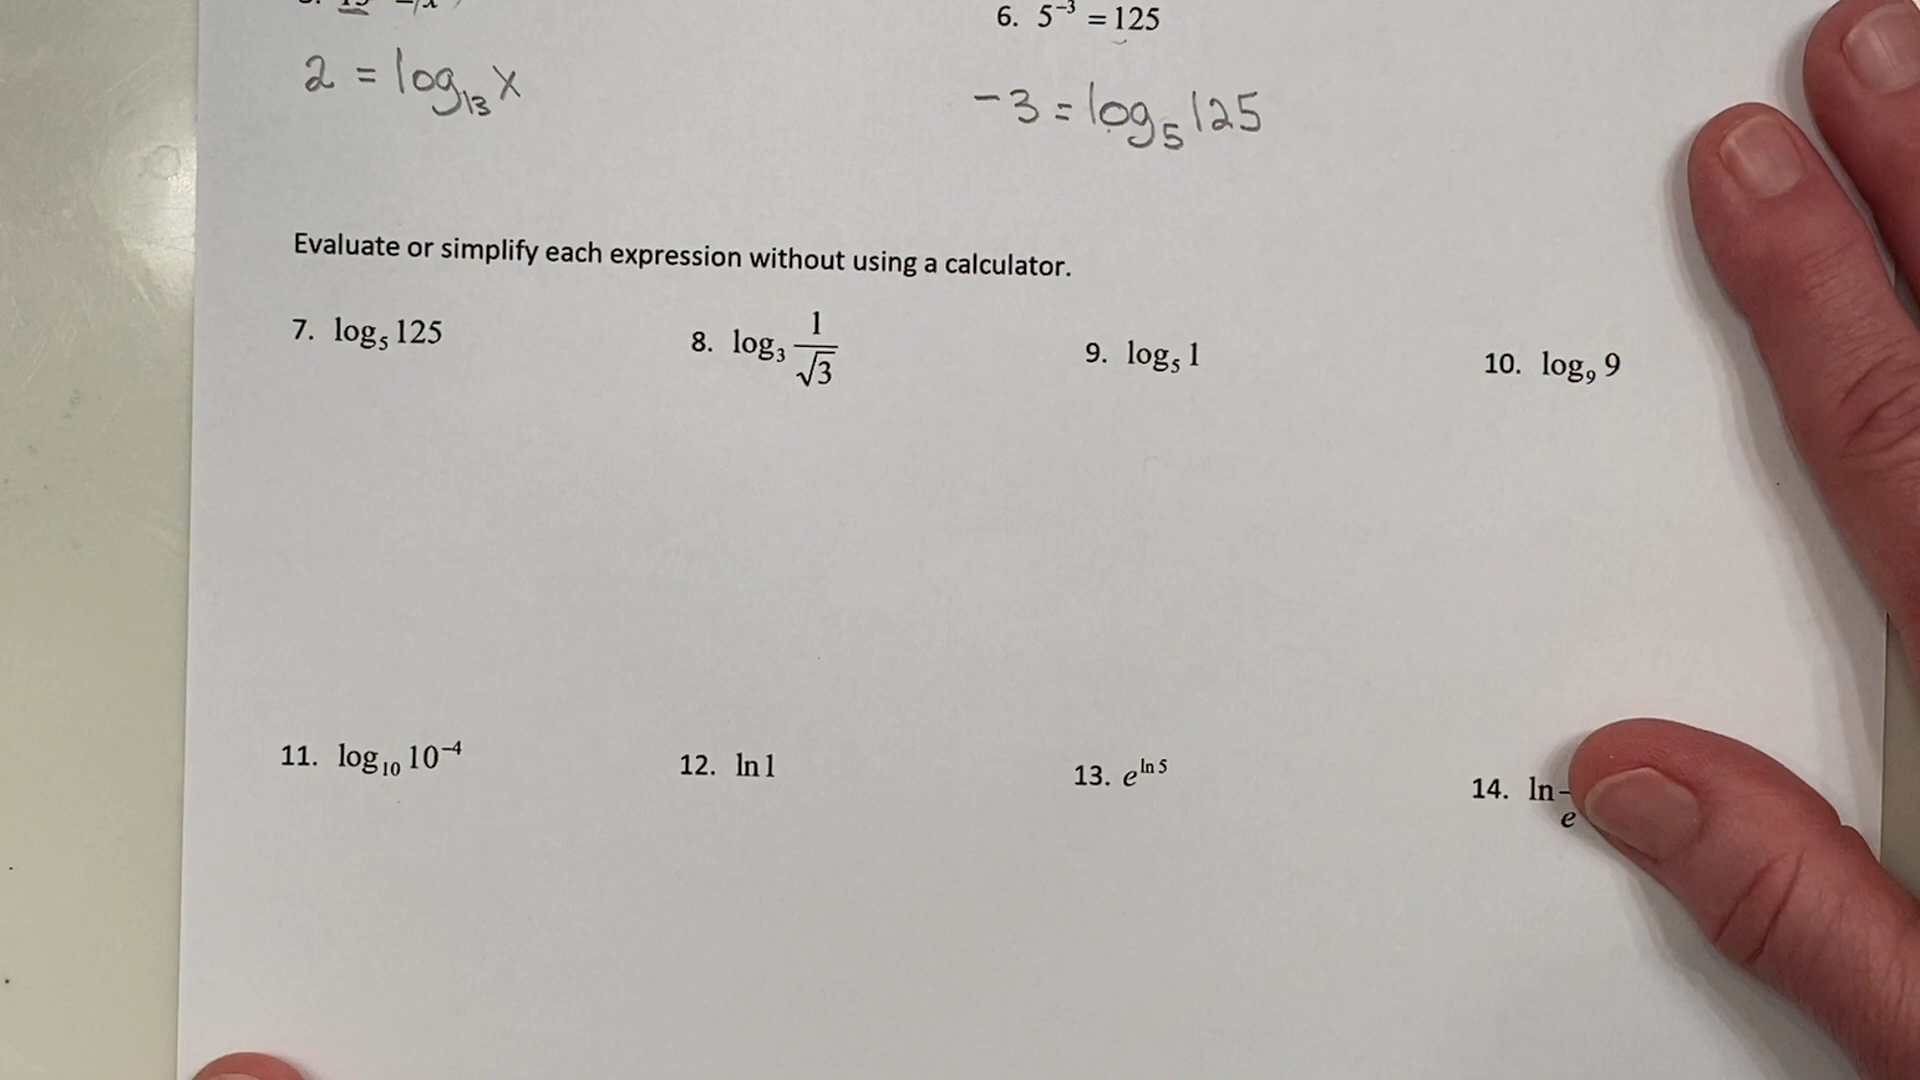 6. 5⁻³ = 125
2 = log₁₃ x
-3 = log₅ 125
Evaluate or simplify each expression without using a calculator.
7. log₅ 125
8. log₃ 1/√3
9. log₅ 1
10. log₉ 9
11. log₁₀ 10⁻⁴
12. ln 1
13. e^(ln 5)
14. ln
e